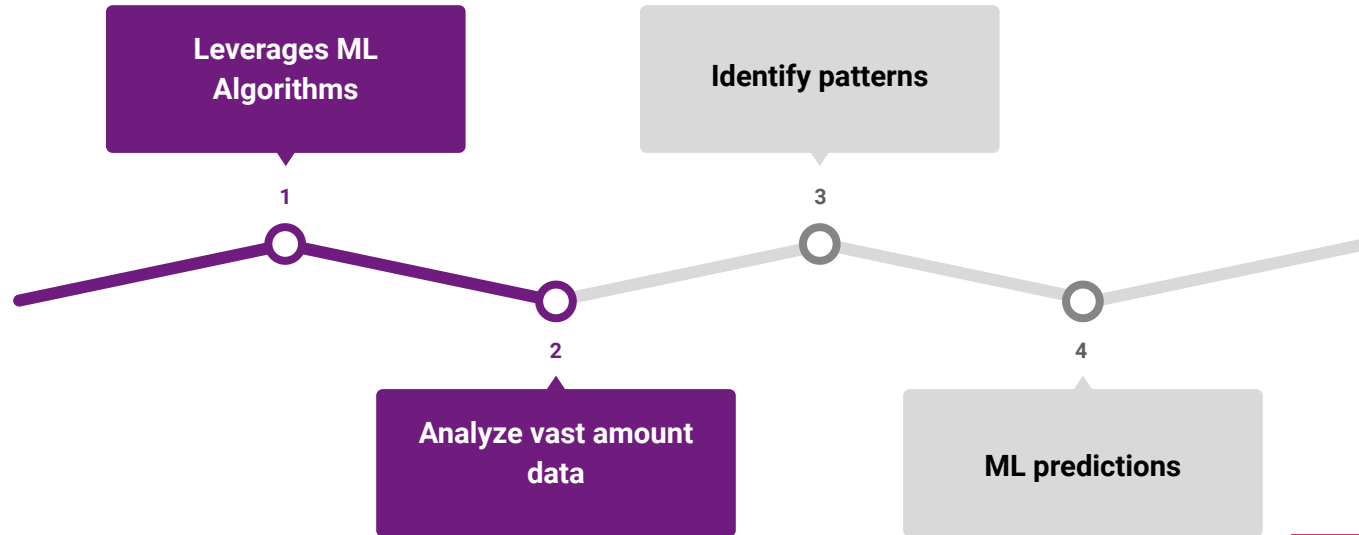 Leverages ML
Algorithms
Identify patterns
1
3
2
4
Analyze vast amount
data
ML predictions